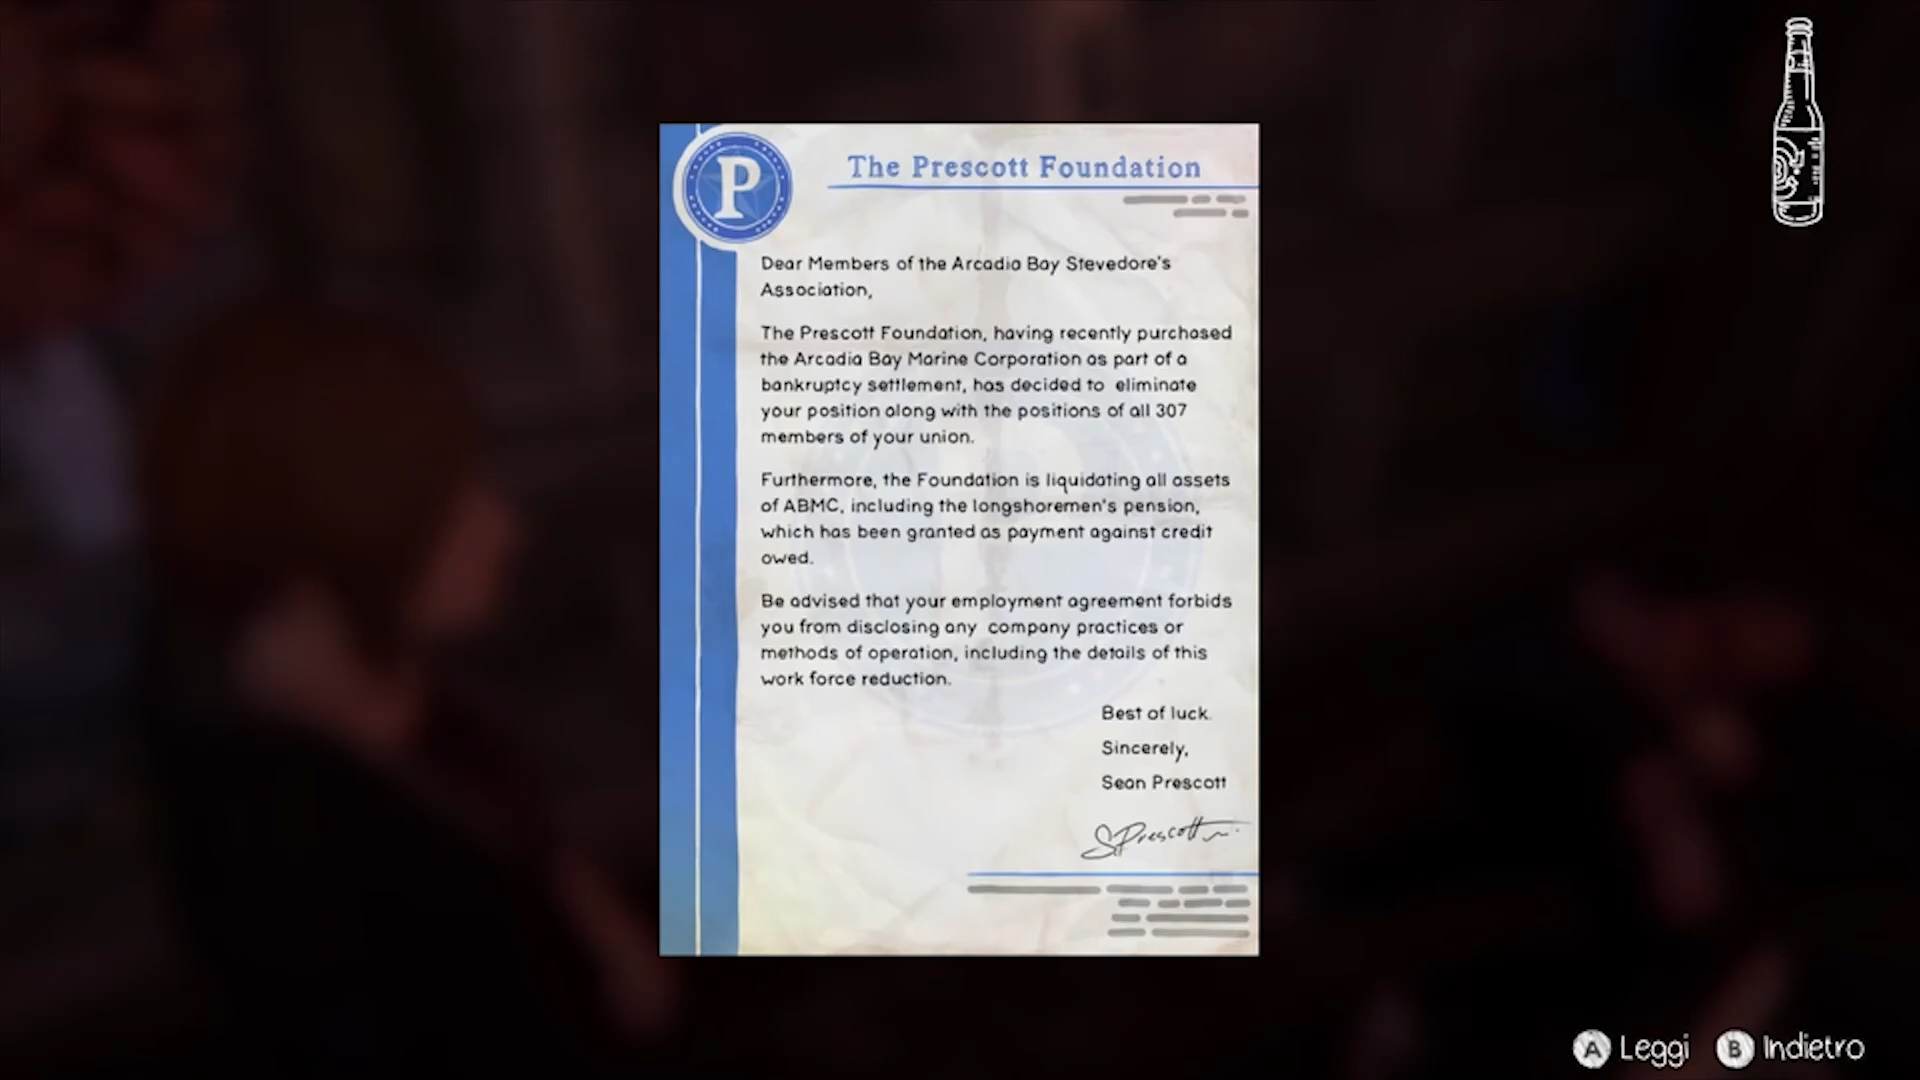 P
The Prescott Foundation
Dear Members of the Arcadia Bay Stevedore's
Association,
The Prescott Foundation, having recently purchased
the Arcadia Bay Marine Corporation as part of a
bankruptcy settlement, has decided to eliminate
your position along with the positions of all 307
members of your union.
Furthermore, the Foundation is liquidating all assets
of ABMC, including the longshoremen's pension,
which has been granted as payment against credit
owed.
Be advised that your employment agreement forbids
you from disclosing any company practices or
methods of operation, including the details of this
work force reduction.
Best of luck.
Sincerely,
Sean Prescott
S. Prescott
A Leggi B Indietro